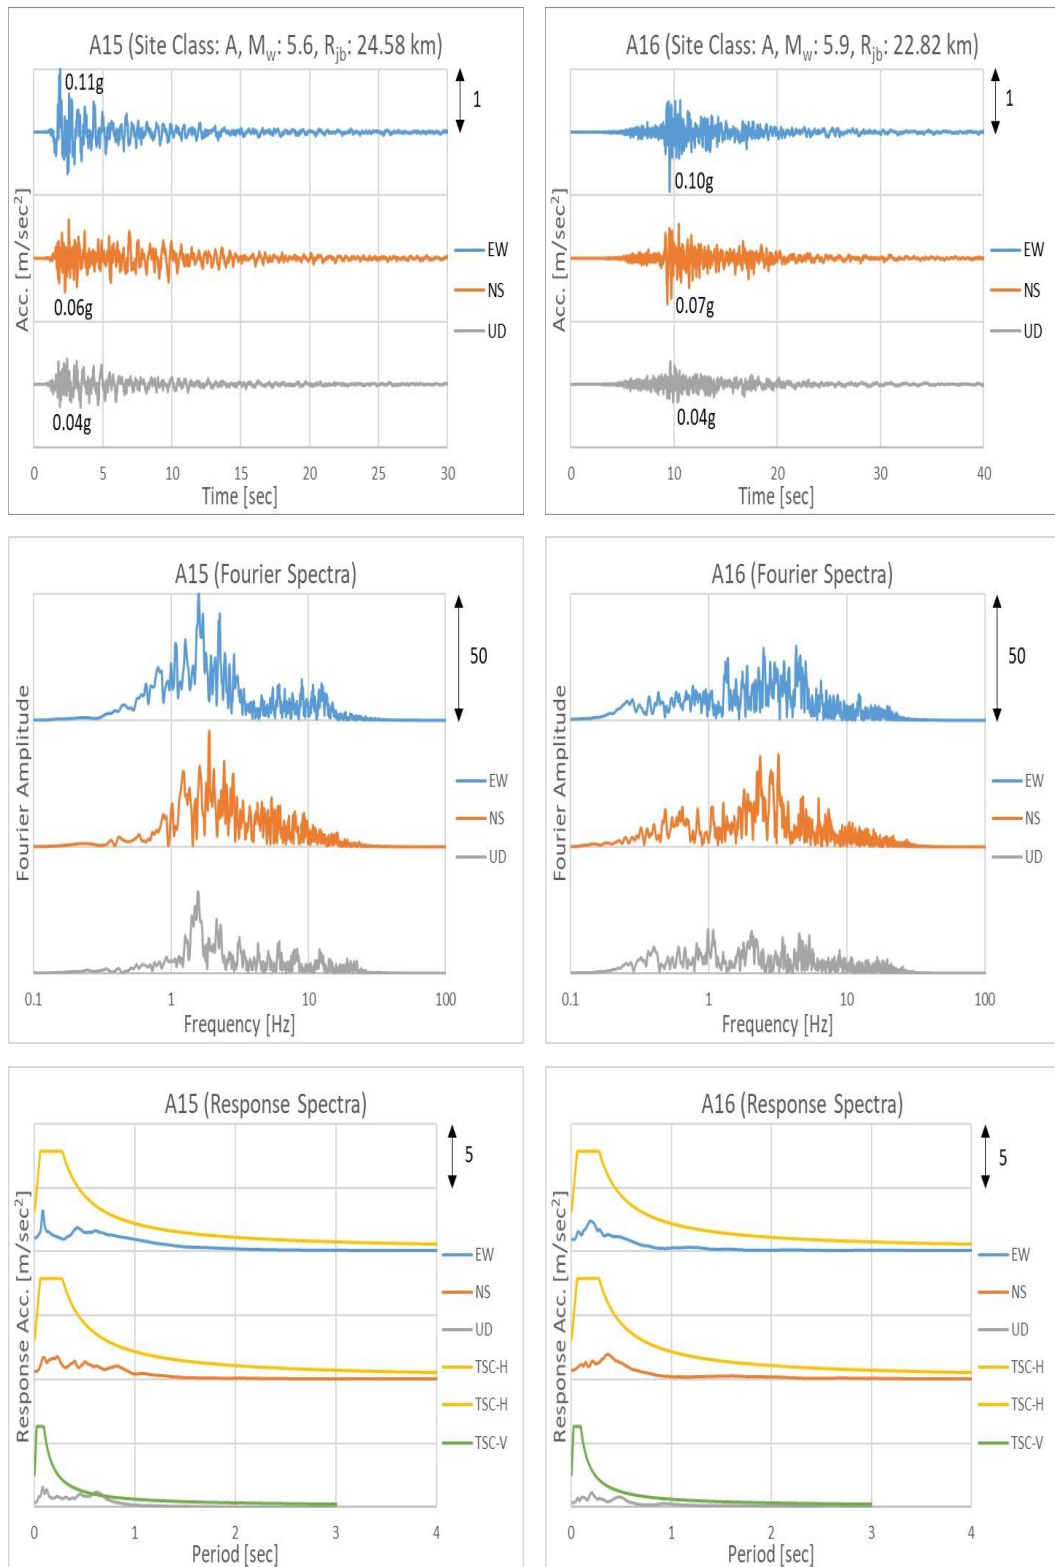 A15 (Site Class: A, Mw: 5.6, Rjb: 24.58 km)
Acc. [m/sec²]
0.11g
0.06g
0.04g
1
EW
NS
UD
0 5 10 15 20 25 30
Time [sec]
A16 (Site Class: A, Mw: 5.9, Rjb: 22.82 km)
Acc. [m/sec²]
0.10g
0.07g
0.04g
1
EW
NS
UD
0 10 20 30 40
Time [sec]
A15 (Fourier Spectra)
Fourier Amplitude
50
EW
NS
UD
0.1 1 10 100
Frequency [Hz]
A16 (Fourier Spectra)
Fourier Amplitude
50
EW
NS
UD
0.1 1 10 100
Frequency [Hz]
A15 (Response Spectra)
Response Acc. [m/sec²]
5
EW
NS
UD
TSC-H
TSC-H
TSC-V
0 1 2 3 4
Period [sec]
A16 (Response Spectra)
Response Acc. [m/sec²]
5
EW
NS
UD
TSC-H
TSC-H
TSC-V
0 1 2 3 4
Period [sec]